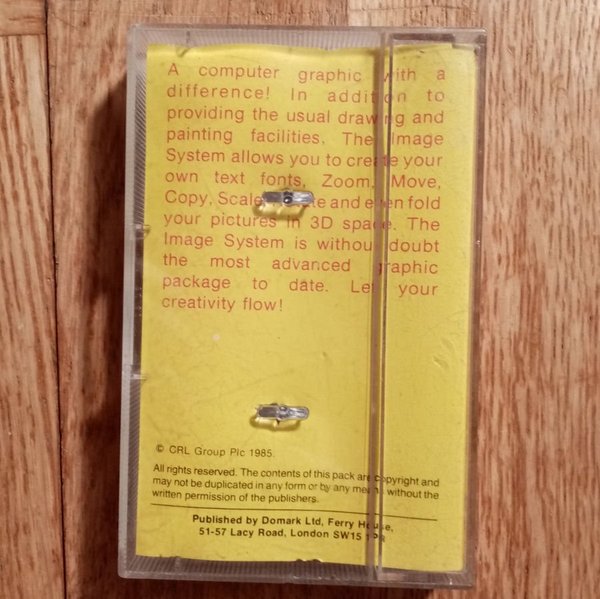 A computer graphic with a
difference! In addition to
providing the usual drawing and
painting facilities, The Image
System allows you to create your
own text fonts, Zoom, Move,
Copy, Scale, Rotate and even fold
your pictures in 3D space. The
Image System is without doubt
the most advanced graphic
package to date. Let your
creativity flow!
© CRL Group Plc 1985.
All rights reserved. The contents of this pack are copyright and
may not be duplicated in any form or by any means without the
written permission of the publishers.
Published by Domark Ltd, Ferry House,
51-57 Lacy Road, London SW15 1PR